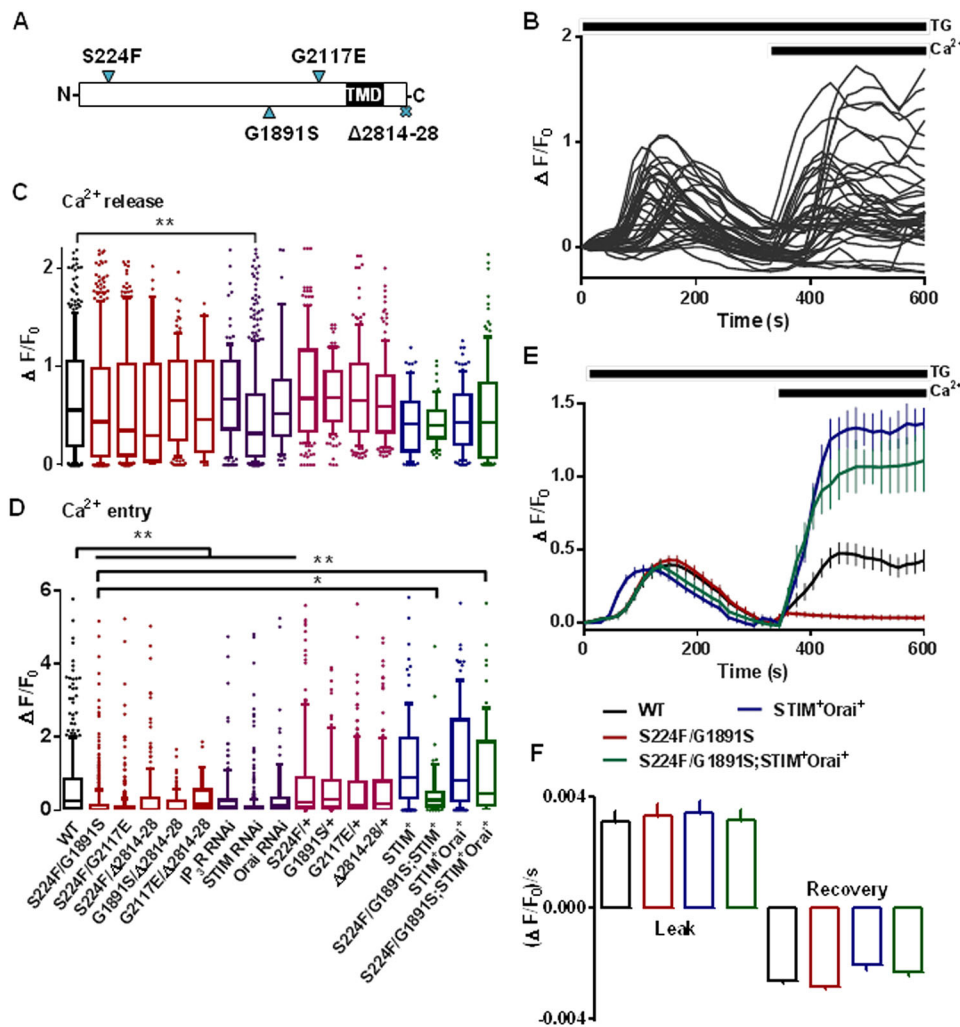 A
S224F
G2117E
N
TMD
C
G1891S
Δ2814-28
B
TG
Ca²⁺
2
1
0
Δ F/F₀
0
200
400
600
Time (s)
C
Ca²⁺ release
**
2
1
0
Δ F/F₀
D
Ca²⁺ entry
**
**
*
6
4
2
0
Δ F/F₀
WT
S224F/G1891S
S224F/G2117E
S224F/Δ2814-28
G1891S/Δ2814-28
G2117E/Δ2814-28
IP₃R RNAi
STIM RNAi
Orai RNAi
S224F/+
G1891S/+
G2117E/+
Δ2814-28/+
STIM⁺
S224F/G1891S;STIM⁺
STIM⁺Orai⁺
S224F/G1891S;STIM⁺Orai⁺
E
TG
Ca²⁺
1.5
1.0
0.5
0.0
Δ F/F₀
0
200
400
600
Time (s)
WT
STIM⁺Orai⁺
S224F/G1891S
S224F/G1891S;STIM⁺Orai⁺
F
0.004
0.000
-0.004
(Δ F/F₀)/s
Leak
Recovery